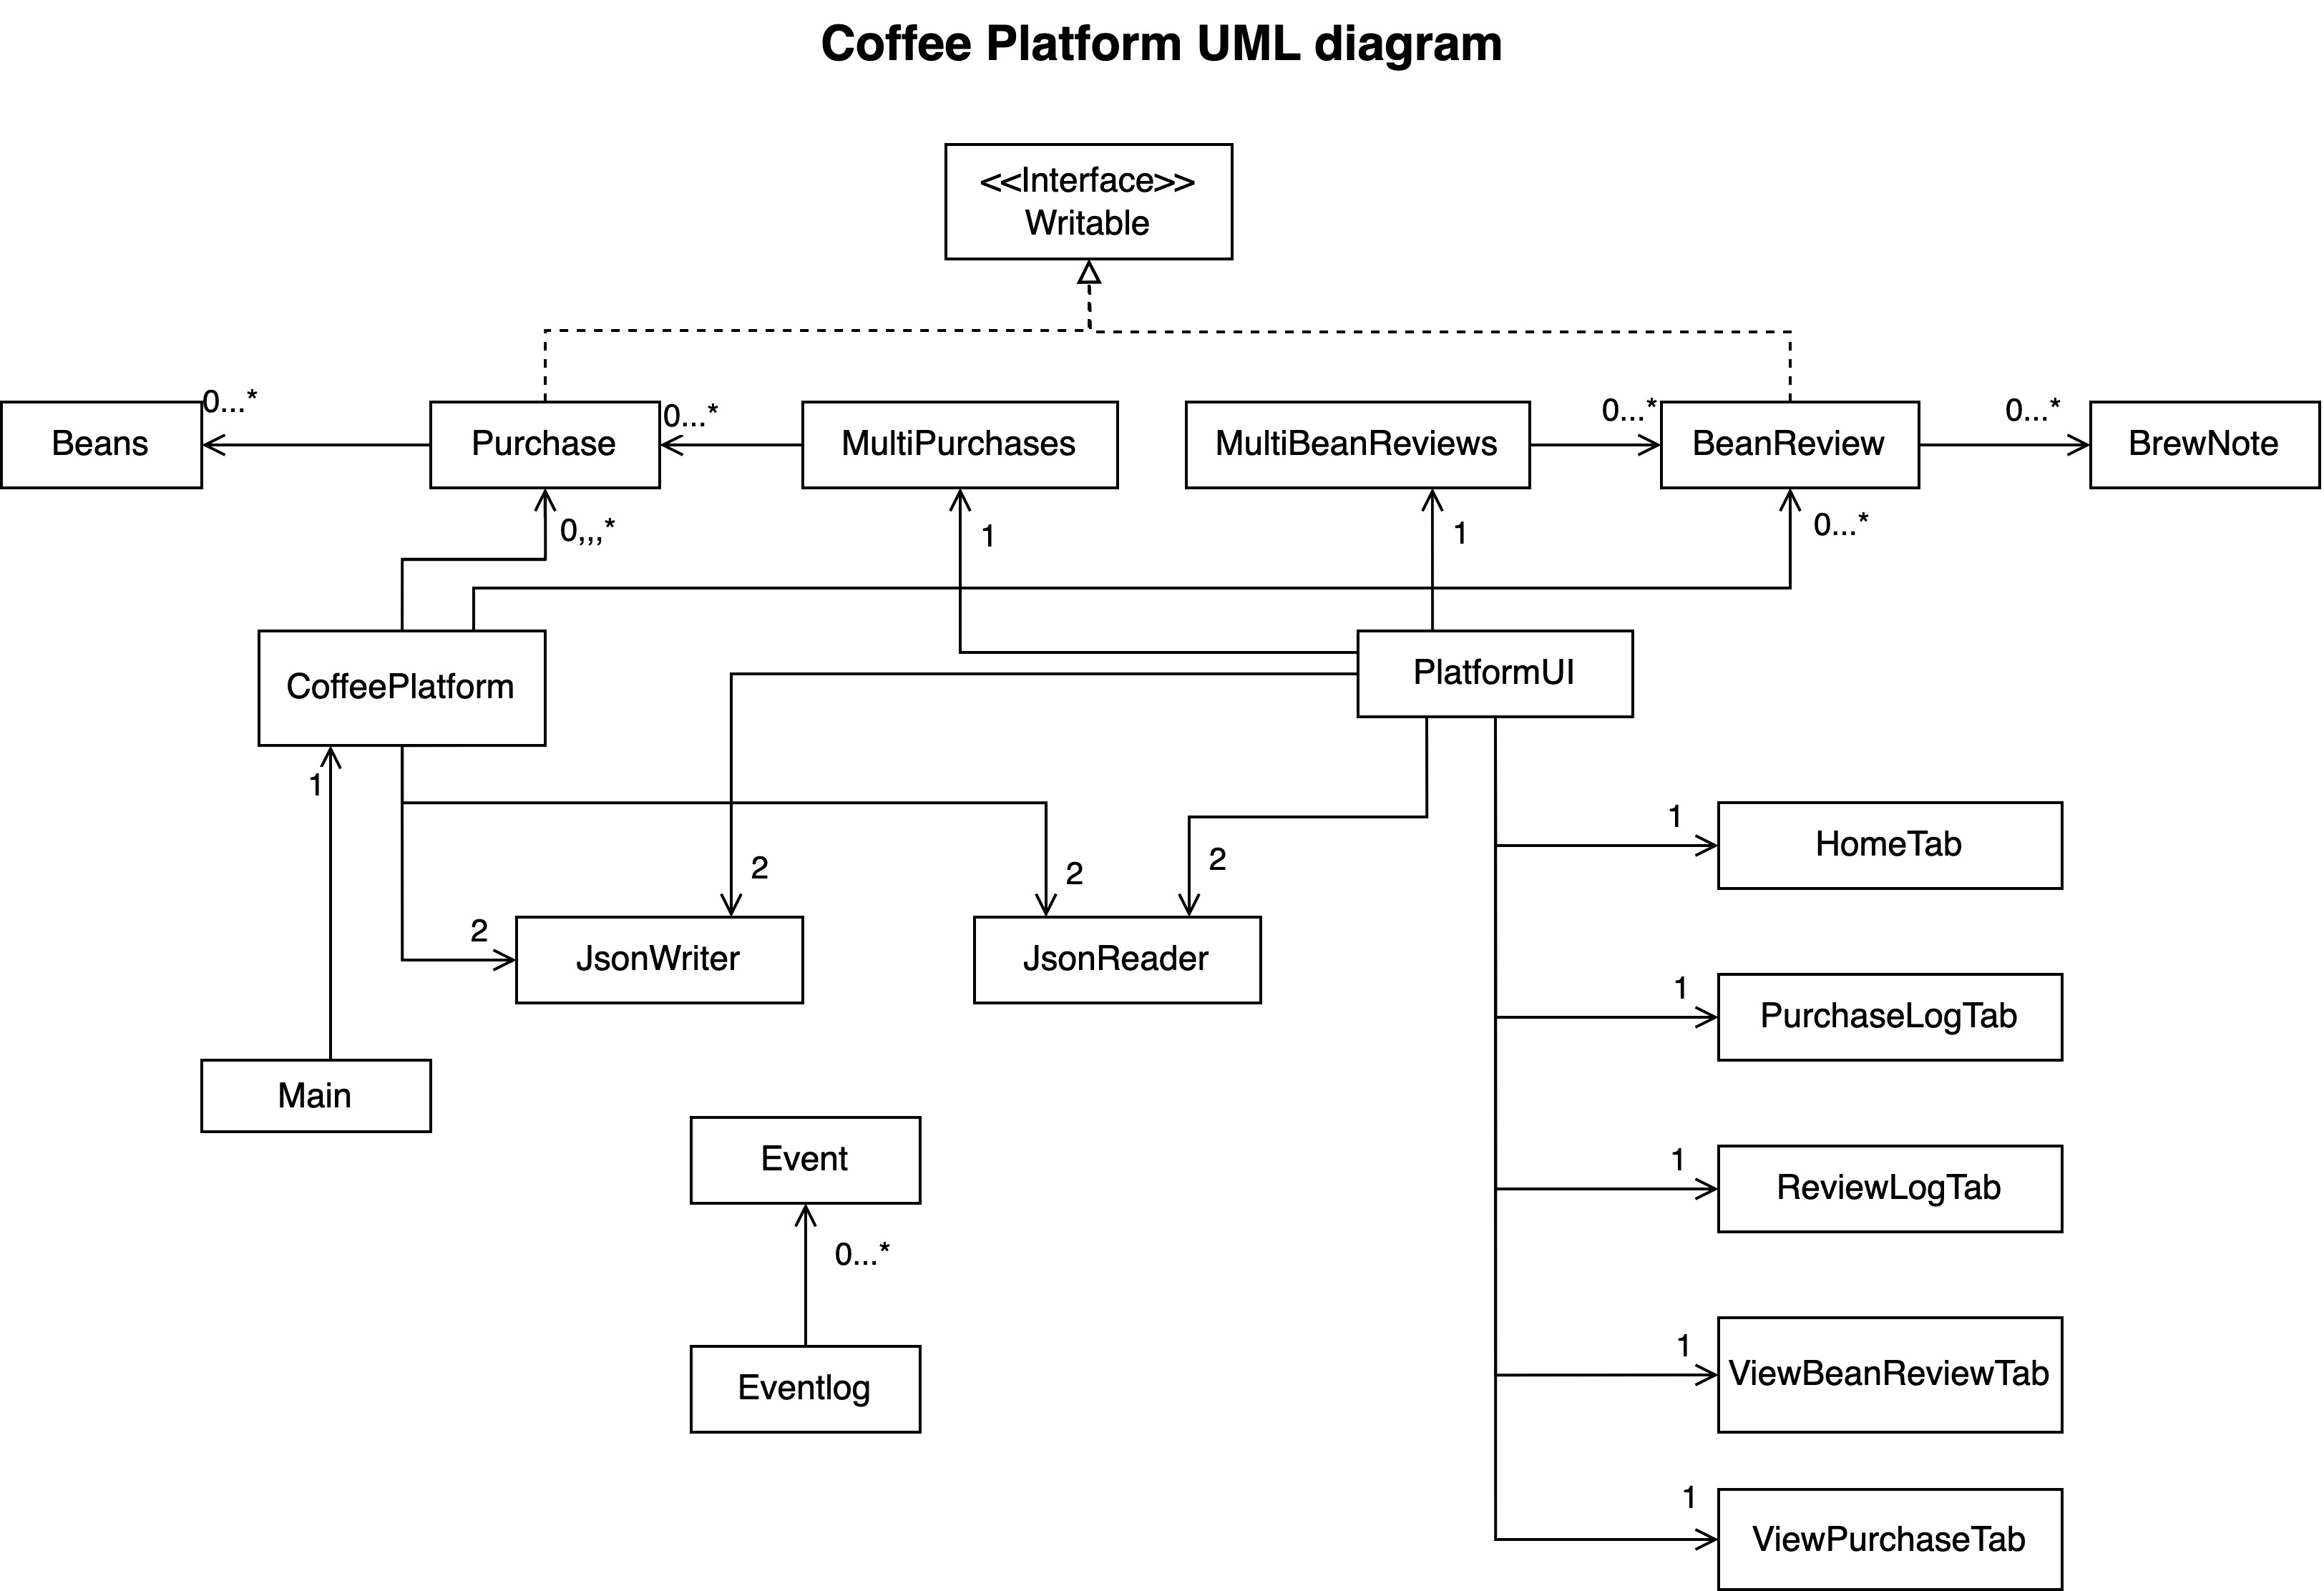 Coffee Platform UML diagram
<<Interface>>
Writable
0...*
0...*
0...*
0...*
Beans
Purchase
MultiPurchases
MultiBeanReviews
BeanReview
BrewNote
0,,,*
1
1
0...*
CoffeePlatform
PlatformUI
1
2
2
2
1
HomeTab
2
JsonWriter
JsonReader
1
PurchaseLogTab
Main
Event
1
ReviewLogTab
0...*
1
ViewBeanReviewTab
Eventlog
1
ViewPurchaseTab